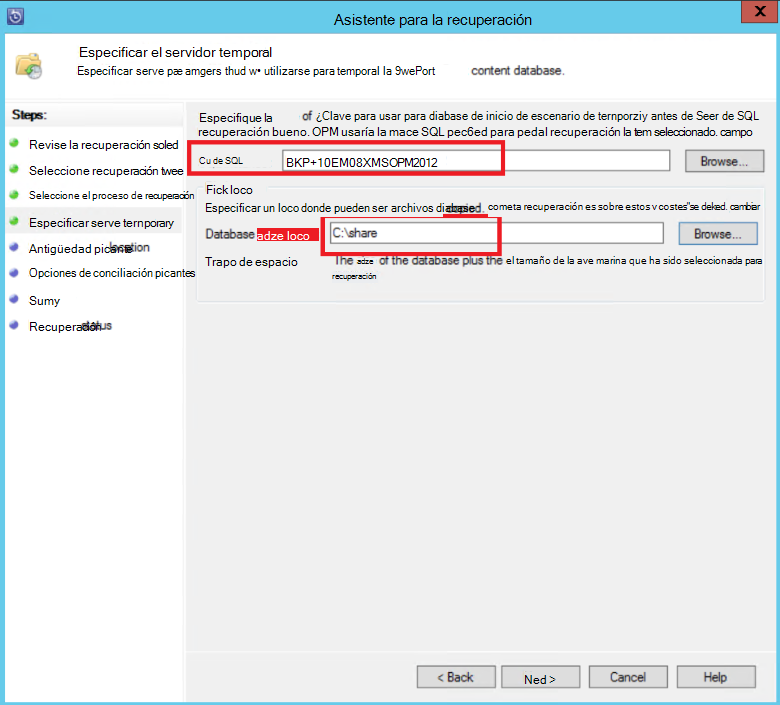 Asistente para la recuperación
X
Especificar el servidor temporal
Especificar serve pæ amgers thud w• utilizarse para temporal la 9wePort content database.
Steps:
Revise la recuperación soled
Seleccione recuperación twee
Seleccione el proceso de recuperación
Especificar serve ternporary
Antigüedad picante location
Opciones de conciliación picantes
Sumy
Recuperación status
Especifique la of ¿Clave para usar para diabase de inicio de escenario de ternporziy antes de Seer de SQL
recuperación bueno. OPM usaría la mace SQL pec6ed para pedal recuperación la tem seleccionado. campo
Cu de SQL BKP+10EM08XMSOPM2012 Browse...
Fick loco
Especificar un loco donde pueden ser archivos diabase copied. cometa recuperación es sobre estos v costes"se deked. cambiar
Database adze loco C:\share Browse...
Trapo de espacio The adze of the database plus the el tamaño de la ave marina que ha sido seleccionada para
recuperación
< Back Ned > Cancel Help